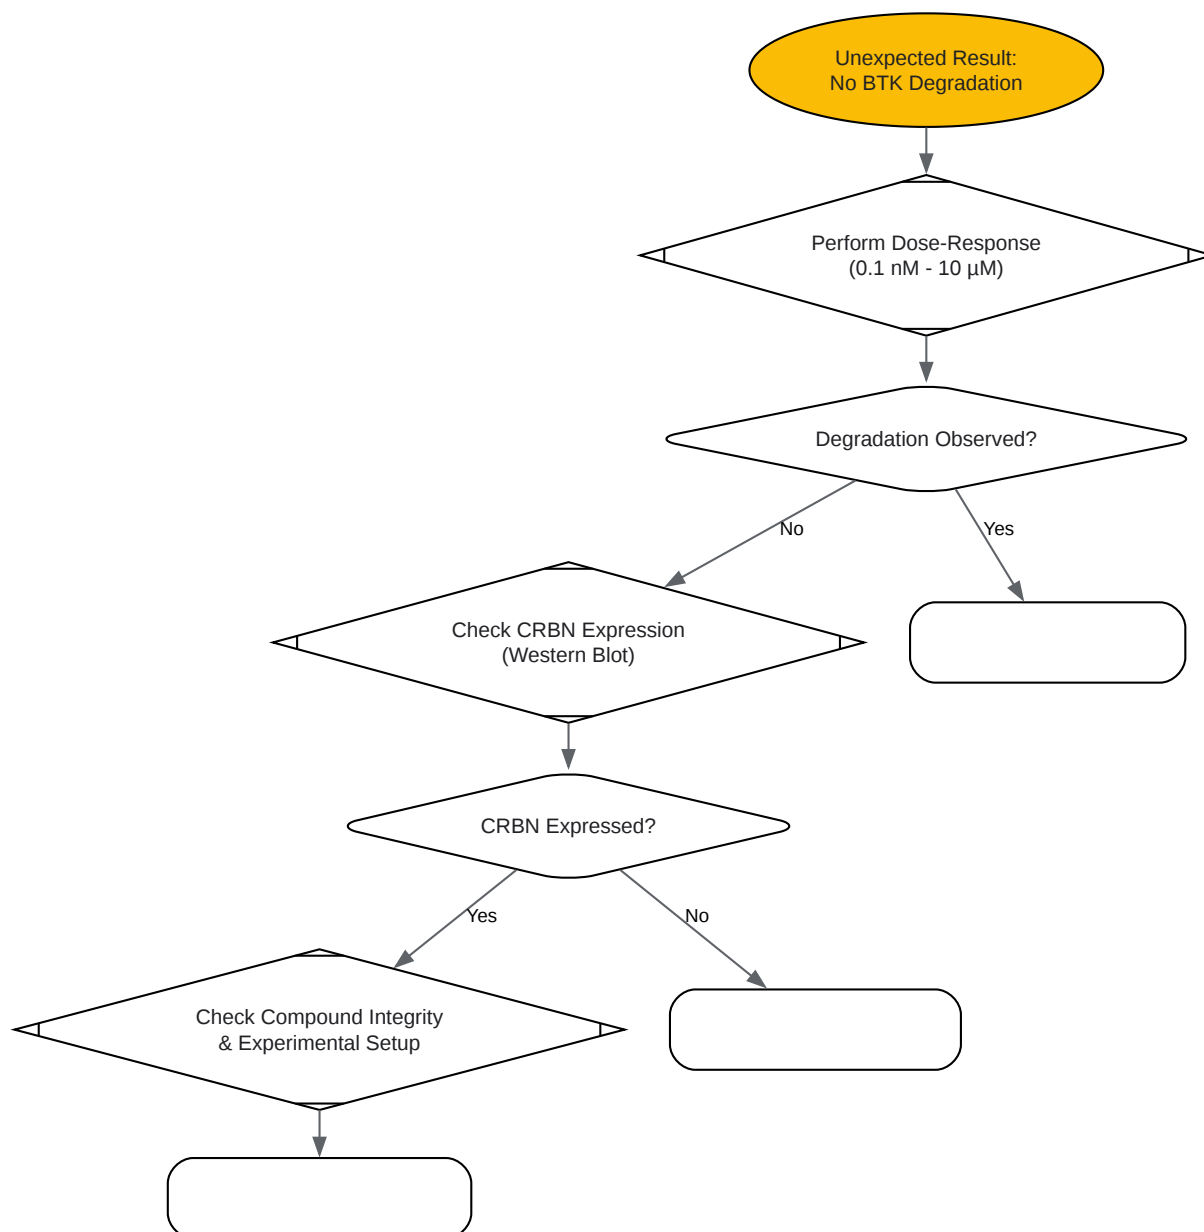 Unexpected Result:
No BTK Degradation
Perform Dose-Response
(0.1 nM - 10 µM)
Degradation Observed?
No
Yes
Check CRBN Expression
(Western Blot)
CRBN Expressed?
Yes
No
Check Compound Integrity
& Experimental Setup